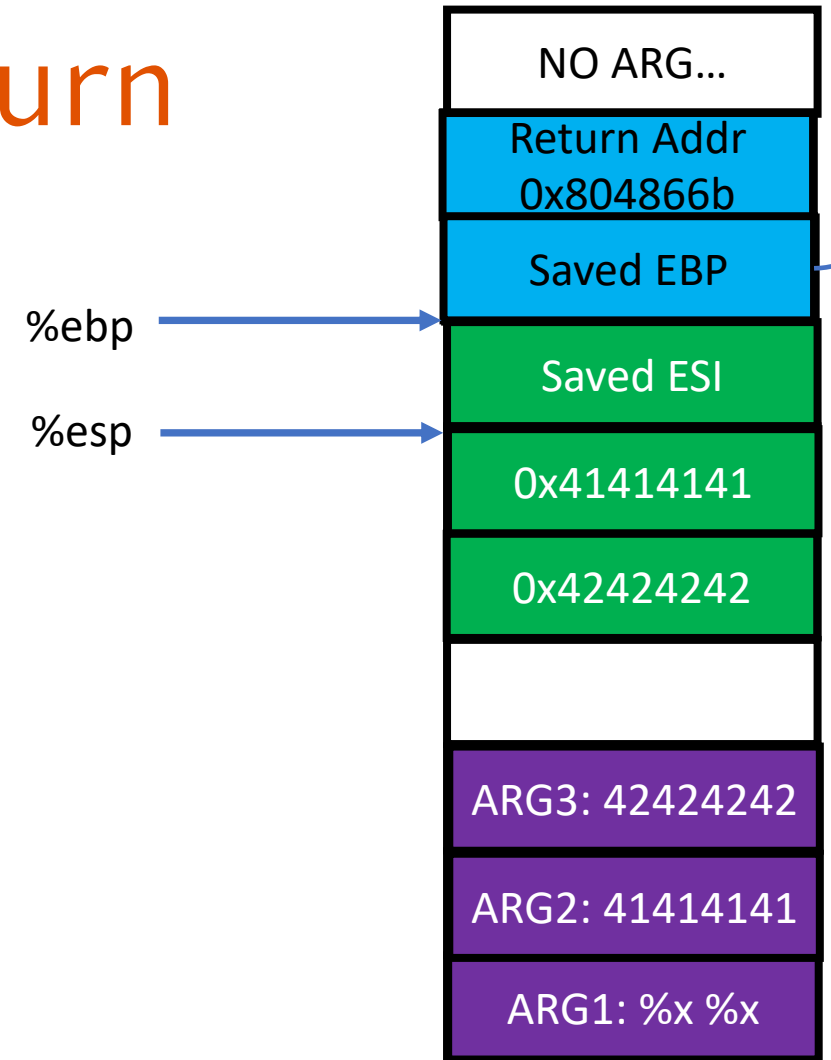 urn
NO ARG...
Return Addr
0x804866b
Saved EBP
%ebp
Saved ESI
%esp
0x41414141
0x42424242
ARG3: 42424242
ARG2: 41414141
ARG1: %x %x